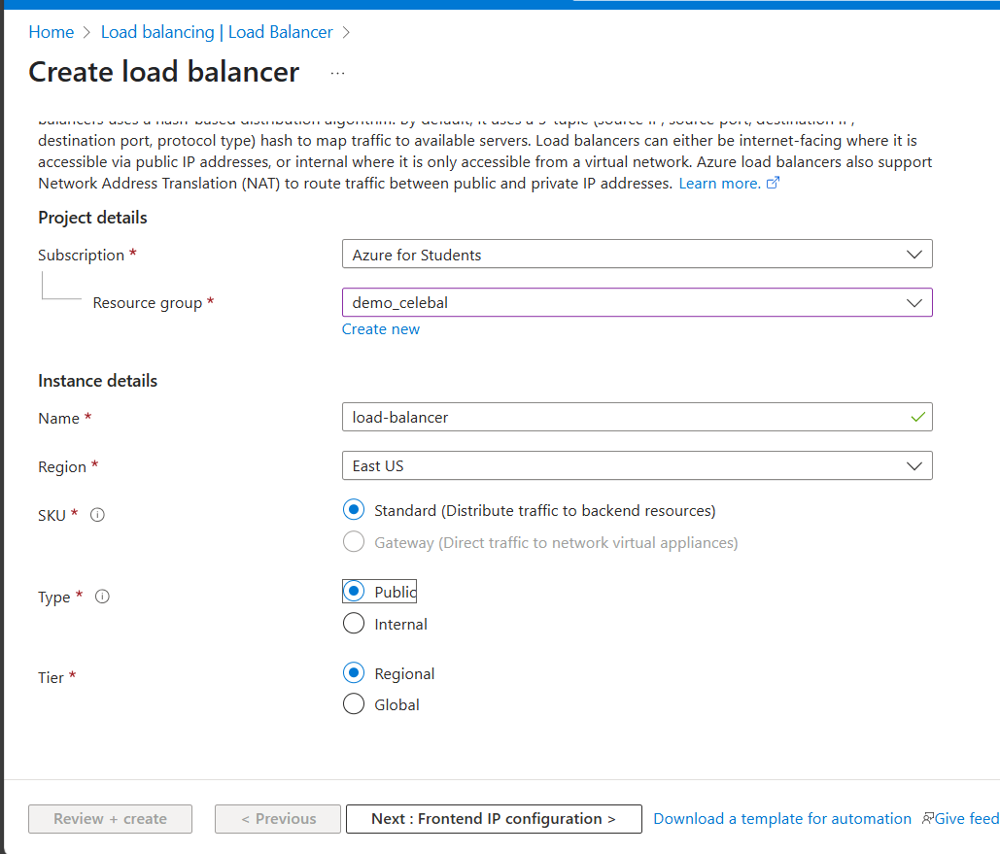 Home > Load balancing | Load Balancer >
Create load balancer ...
balancers uses a hash-based distribution algorithm. By default, it uses a 5-tuple (source IP, source port, destination IP,
destination port, protocol type) hash to map traffic to available servers. Load balancers can either be internet-facing where it is
accessible via public IP addresses, or internal where it is only accessible from a virtual network. Azure load balancers also support
Network Address Translation (NAT) to route traffic between public and private IP addresses. Learn more.
Project details
Subscription *
Azure for Students
Resource group *
demo_celebal
Create new
Instance details
Name *
load-balancer
Region *
East US
SKU *
Standard (Distribute traffic to backend resources)
Gateway (Direct traffic to network virtual appliances)
Type *
Public
Internal
Tier *
Regional
Global
Review + create
< Previous
Next : Frontend IP configuration >
Download a template for automation
Give feed